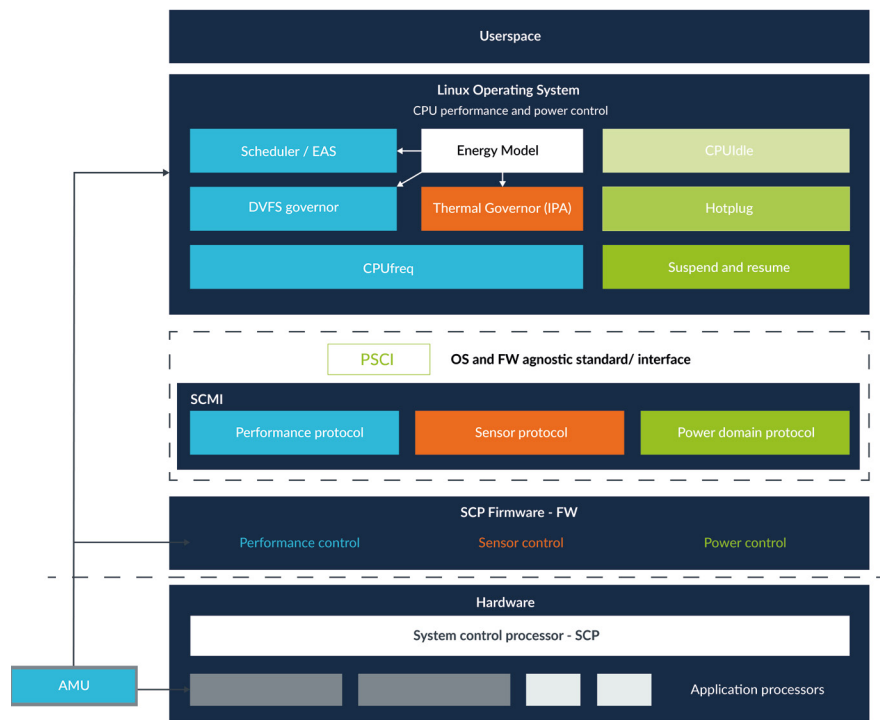 Userspace
Linux Operating System
CPU performance and power control
Scheduler / EAS
Energy Model
CPUIdle
DVFS governor
Thermal Governor (IPA)
Hotplug
CPUfreq
Suspend and resume
PSCI
OS and FW agnostic standard/ interface
SCMI
Performance protocol
Sensor protocol
Power domain protocol
SCP Firmware - FW
Performance control
Sensor control
Power control
Hardware
System control processor - SCP
AMU
Application processors